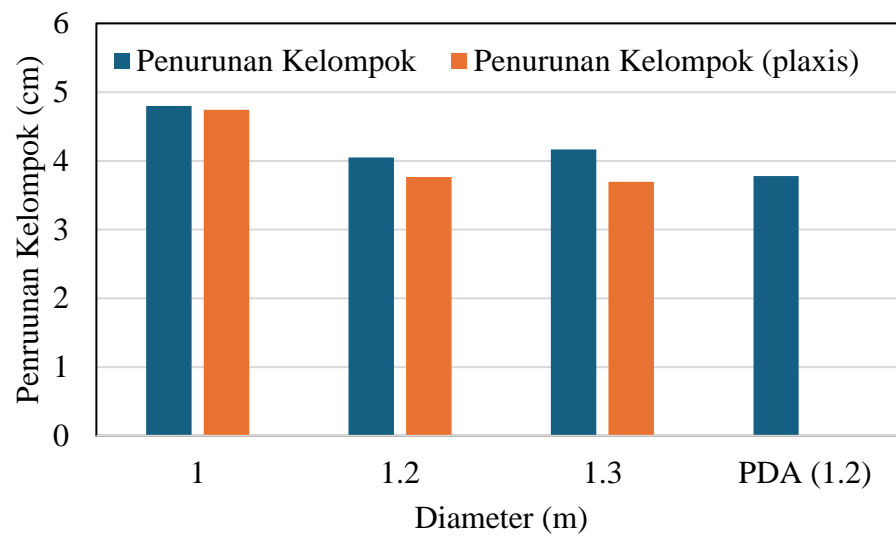 6
Penurunan Kelompok Penurunan Kelompok (plaxis)
5
4
3
2
1
0
Penruunan Kelompok (cm)
1 1.2 1.3 PDA (1.2)
Diameter (m)